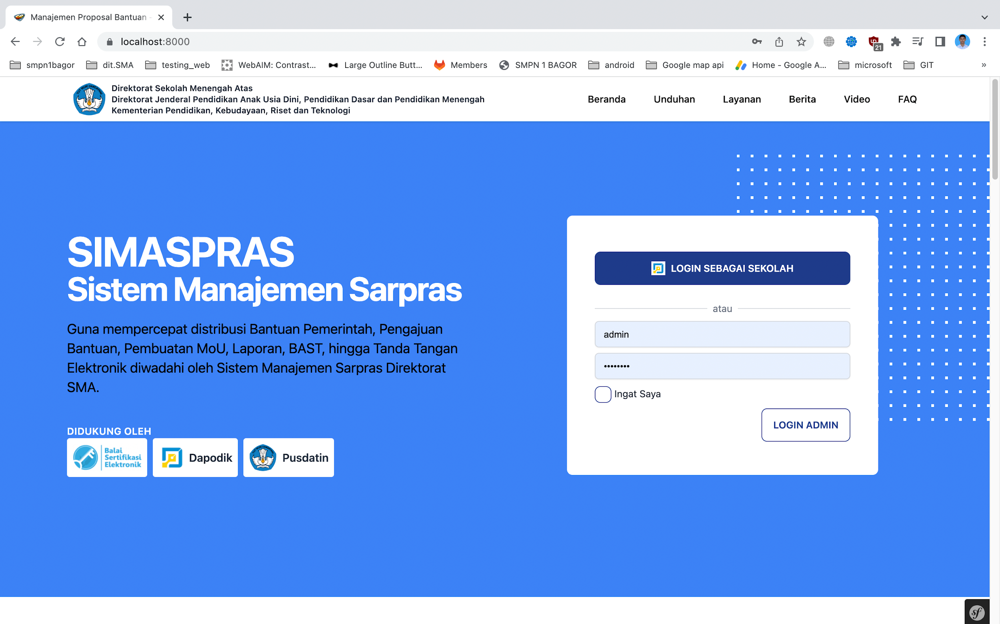 Manajemen Proposal Bantuan -
localhost:8000
21
smpn1bagor
dit.SMA
testing_web
WebAIM: Contrast...
Large Outline Butt...
Members
SMPN 1 BAGOR
android
Google map api
Home - Google A...
microsoft
GIT
»
Direktorat Sekolah Menengah Atas
Direktorat Jenderal Pendidikan Anak Usia Dini, Pendidikan Dasar dan Pendidikan Menengah
Kementerian Pendidikan, Kebudayaan, Riset dan Teknologi
Beranda
Unduhan
Layanan
Berita
Video
FAQ
SIMASPRAS
Sistem Manajemen Sarpras
Guna mempercepat distribusi Bantuan Pemerintah, Pengajuan
Bantuan, Pembuatan MoU, Laporan, BAST, hingga Tanda Tangan
Elektronik diwadahi oleh Sistem Manajemen Sarpras Direktorat
SMA.
DIDUKUNG OLEH
Balai
Sertifikasi
Elektronik
Dapodik
Pusdatin
LOGIN SEBAGAI SEKOLAH
atau
admin
••••••••
Ingat Saya
LOGIN ADMIN
sf